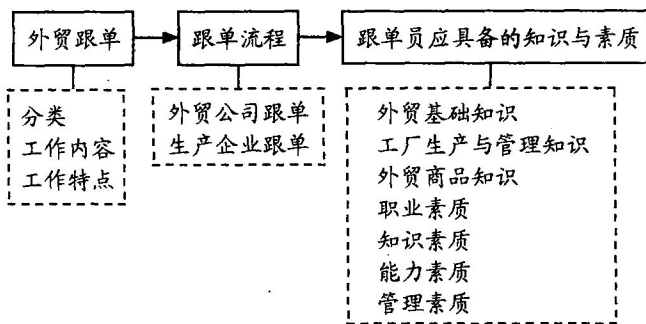 外贸跟单
跟单流程
跟单员应具备的知识与素质
分类
工作内容
工作特点
外贸公司跟单
生产企业跟单
外贸基础知识
工厂生产与管理知识
外贸商品知识
职业素质
知识素质
能力素质
管理素质